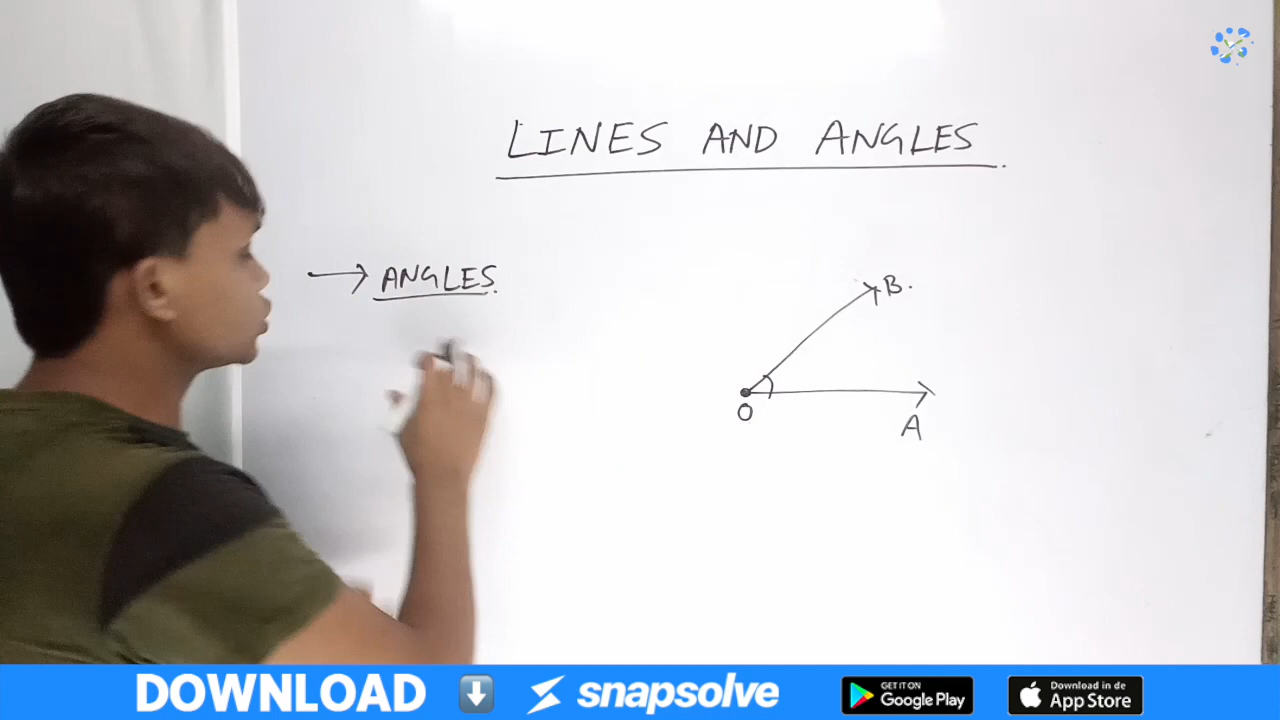 LINES AND ANGLES
→ ANGLES.
B.
O
A
DOWNLOAD ⬇ snapsolve GET IT ON Google Play Download in de App Store